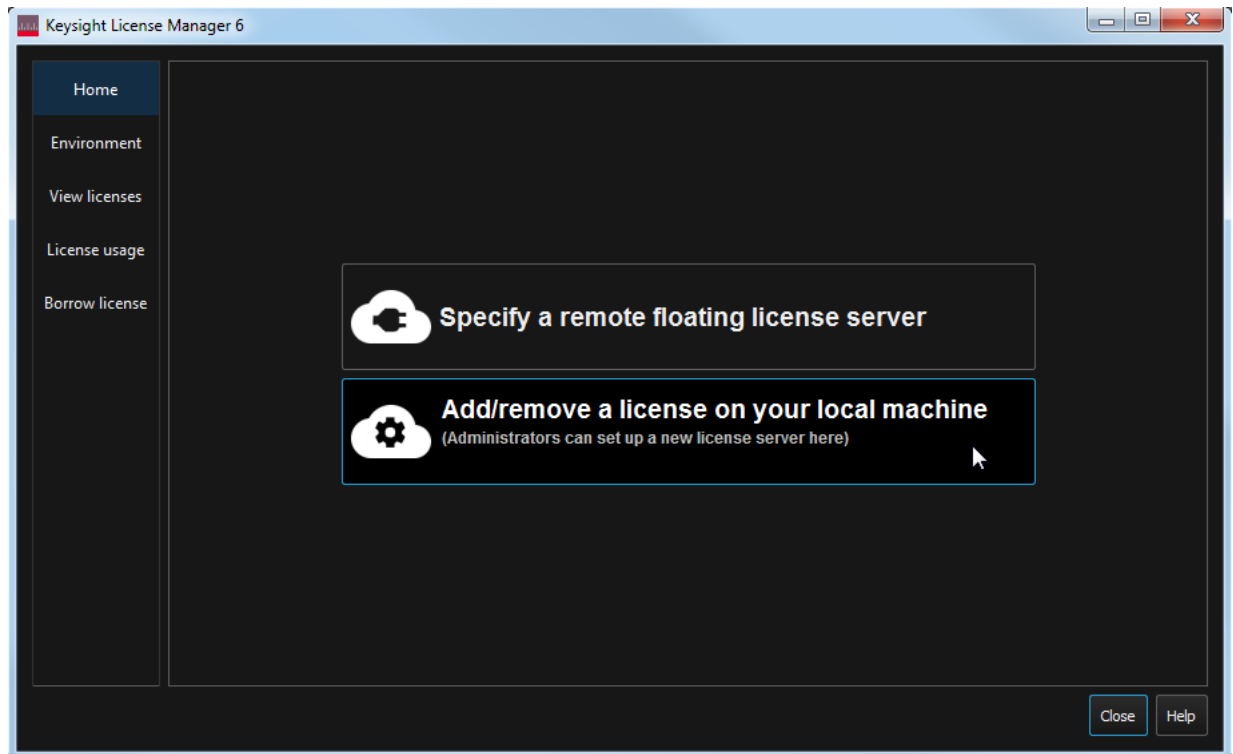 Keysight License Manager 6
Home
Environment
View licenses
License usage
Borrow license
Specify a remote floating license server
Add/remove a license on your local machine
(Administrators can set up a new license server here)
Close
Help